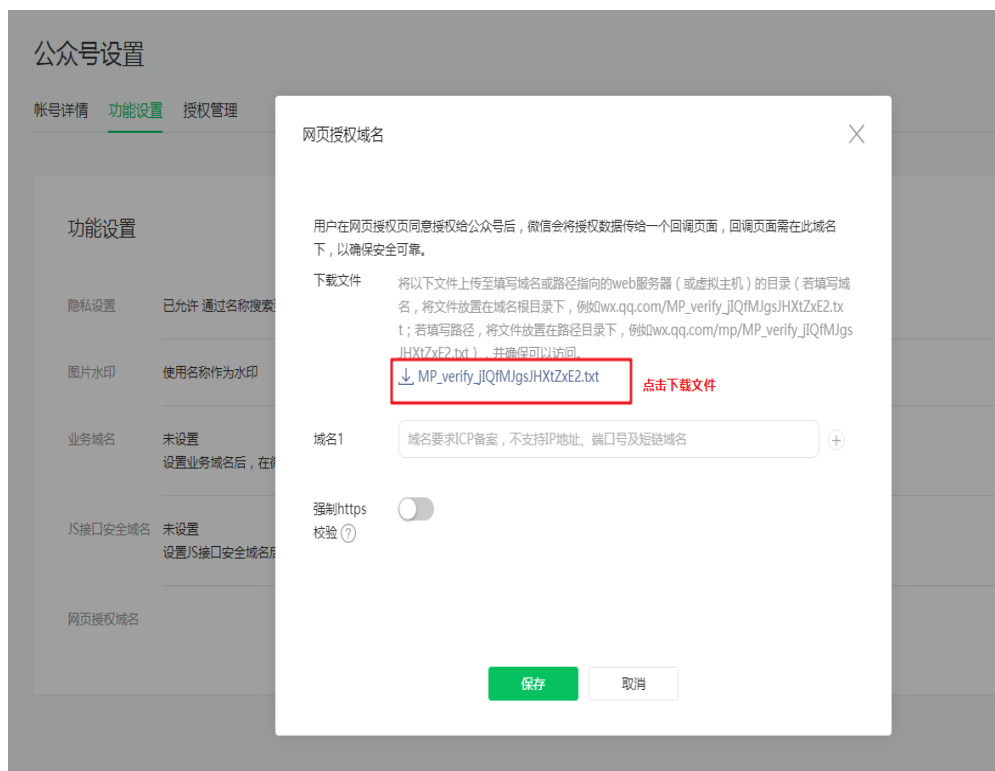 公众号设置
帐号详情 功能设置 授权管理
网页授权域名
用户在网页授权页同意授权给公众号后，微信会将授权数据传给一个回调页面，回调页面需在此域名
下，以确保安全可靠。
下载文件
将以下文件上传至填写域名或路径指向的web服务器（或虚拟主机）的目录（若填写域
名，将文件放置在域名根目录下，例如wx.qq.com/MP_verify_jIQfMJgsJHXtZxE2.tx
t；若填写路径，将文件放置在路径目录下，例如wx.qq.com/mp/MP_verify_jIQfMJgs
JHXtZxE2.txt），并确保可以访问。
MP_verify_jIQfMJgsJHXtZxE2.txt
点击下载文件
域名1
域名要求ICP备案，不支持IP地址、端口号及短链域名
强制https
校验
保存
取消
功能设置
隐私设置 已允许 通过名称搜索
图片水印 使用名称作为水印
业务域名 未设置
设置业务域名后，在
JS接口安全域名 未设置
设置JS接口安全域名
网页授权域名